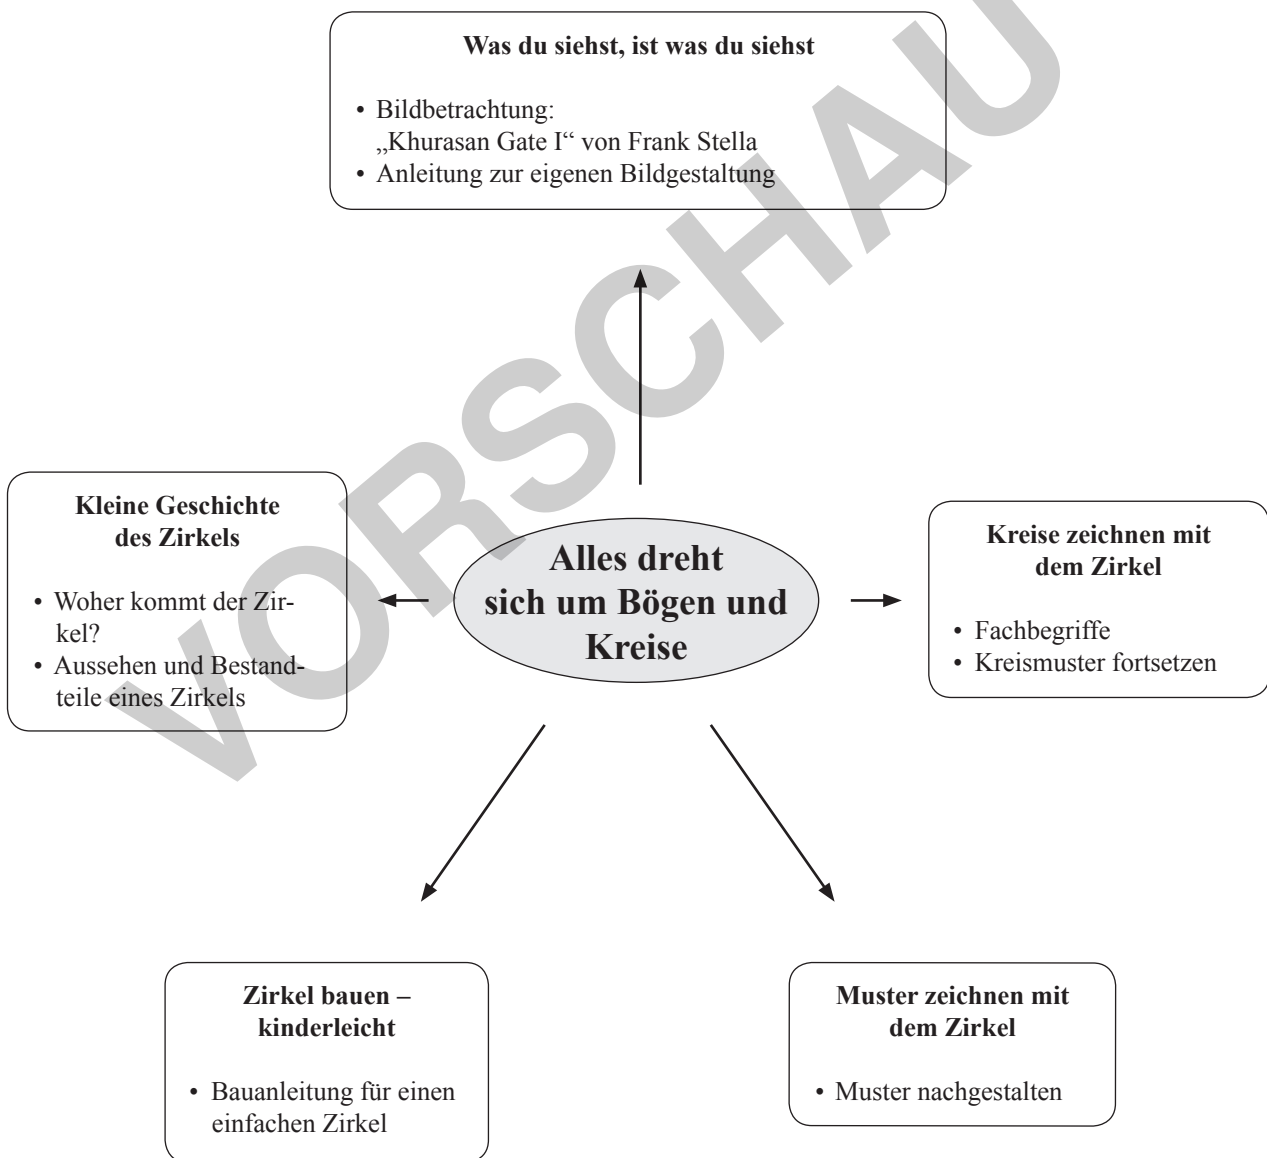 Was du siehst, ist was du siehst
• Bildbetrachtung:
„Khurasan Gate I“ von Frank Stella
• Anleitung zur eigenen Bildgestaltung
Kleine Geschichte
des Zirkels
• Woher kommt der Zir-
kel?
• Aussehen und Bestand-
teile eines Zirkels
Alles dreht
sich um Bögen und
Kreise
Kreise zeichnen mit
dem Zirkel
• Fachbegriffe
• Kreismuster fortsetzen
Zirkel bauen –
kinderleicht
• Bauanleitung für einen
einfachen Zirkel
Muster zeichnen mit
dem Zirkel
• Muster nachgestalten
VORSCHAU